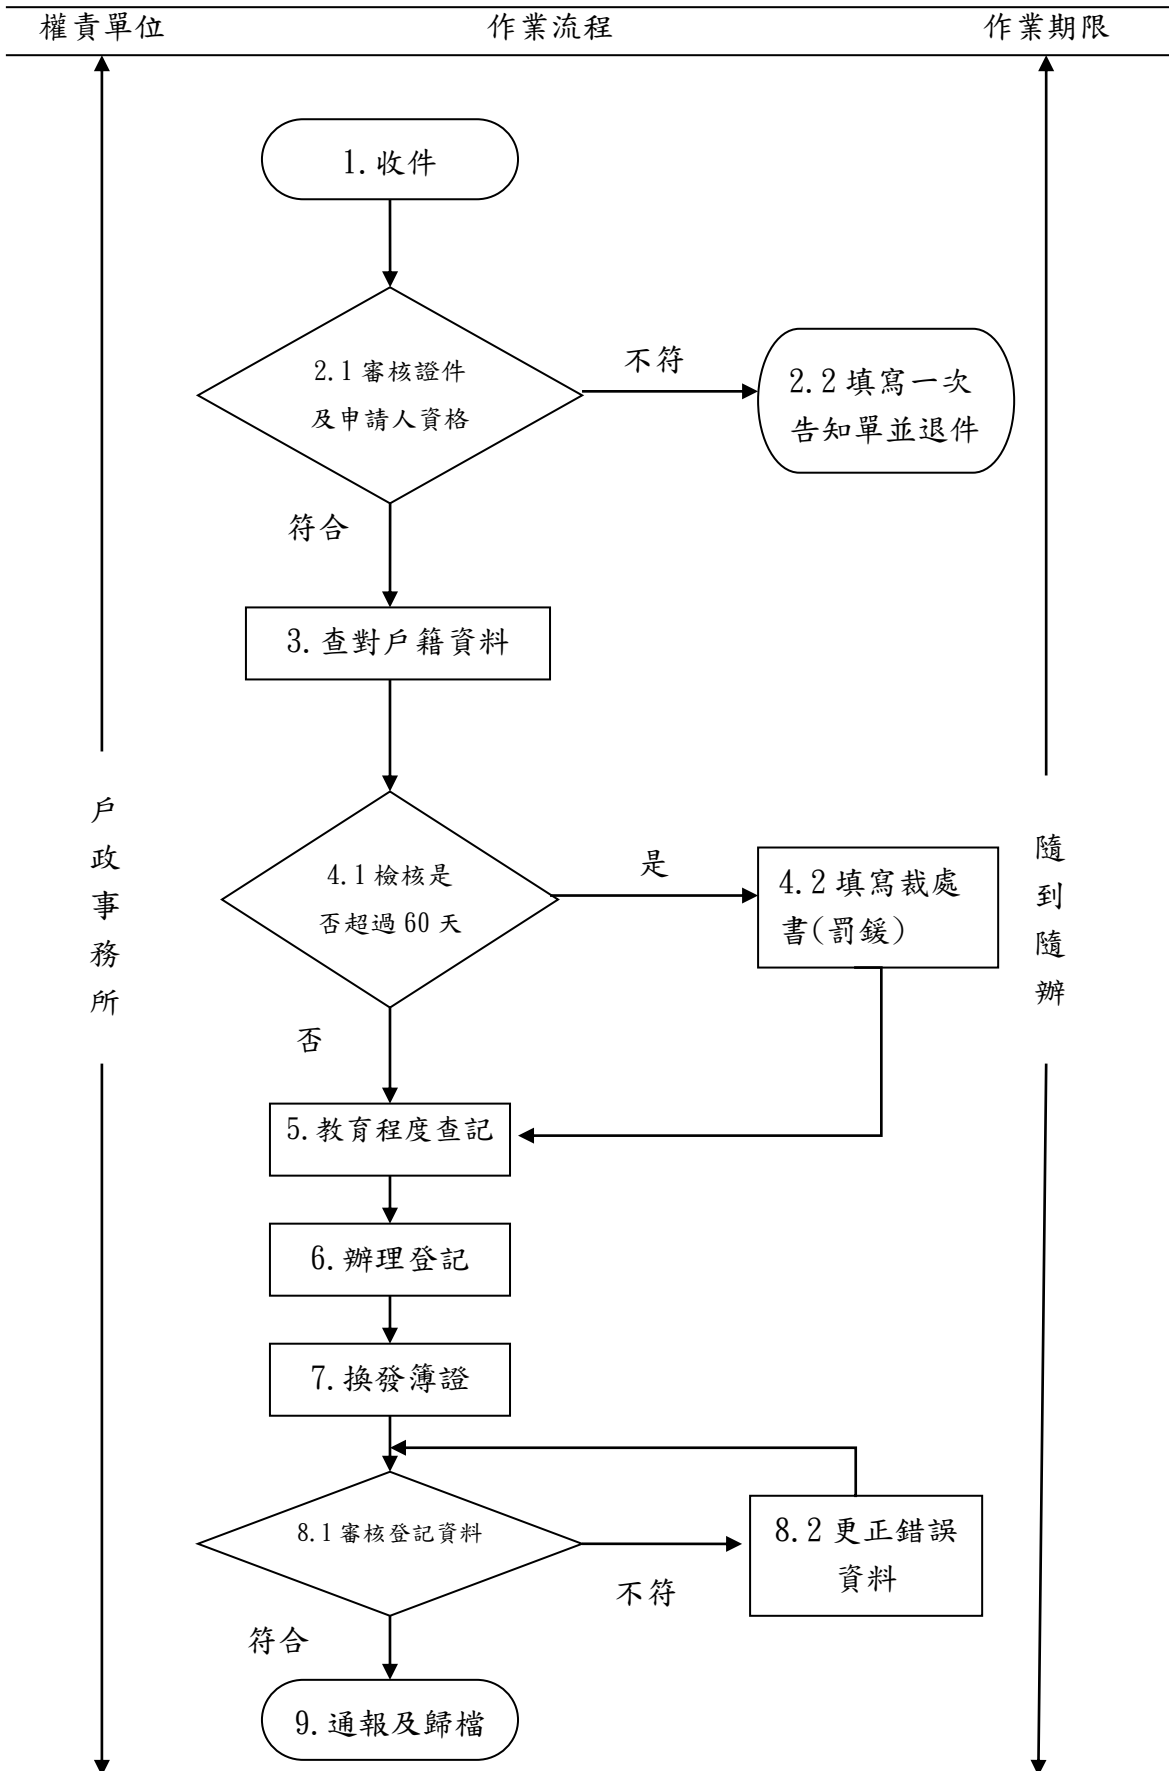 權責單位 作業流程 作業期限
1.收件
2.1審核證件
及申請人資格
不符
2.2填寫一次
告知單並退件
符合
3.查對戶籍資料
戶
政
事
務
所
4.1檢核是
否超過60天
是
4.2填寫裁處
書(罰鍰)
隨
到
隨
辦
否
5.教育程度查記
6.辦理登記
7.換發簿證
8.1審核登記資料
不符
8.2更正錯誤
資料
符合
9.通報及歸檔